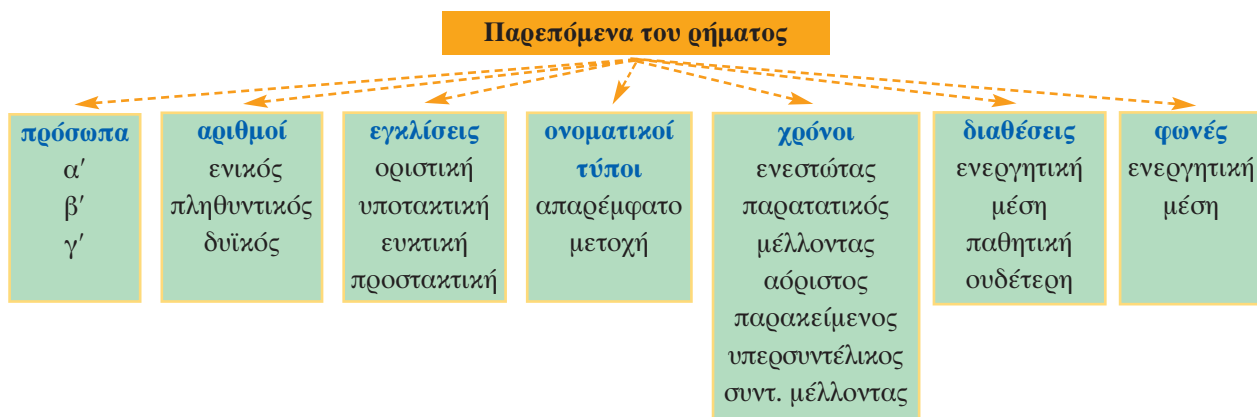 Παρεπόμενα του ρήματος
πρόσωπα
α′
β′
γ′
αριθμοί
ενικός
πληθυντικός
δυϊκός
εγκλίσεις
οριστική
υποτακτική
ευκτική
προστακτική
ονοματικοί
τύποι
απαρέμφατο
μετοχή
χρόνοι
ενεστώτας
παρατατικός
μέλλοντας
αόριστος
παρακείμενος
υπερσυντέλικος
συντ. μέλλοντας
διαθέσεις
ενεργητική
μέση
παθητική
ουδέτερη
φωνές
ενεργητική
μέση